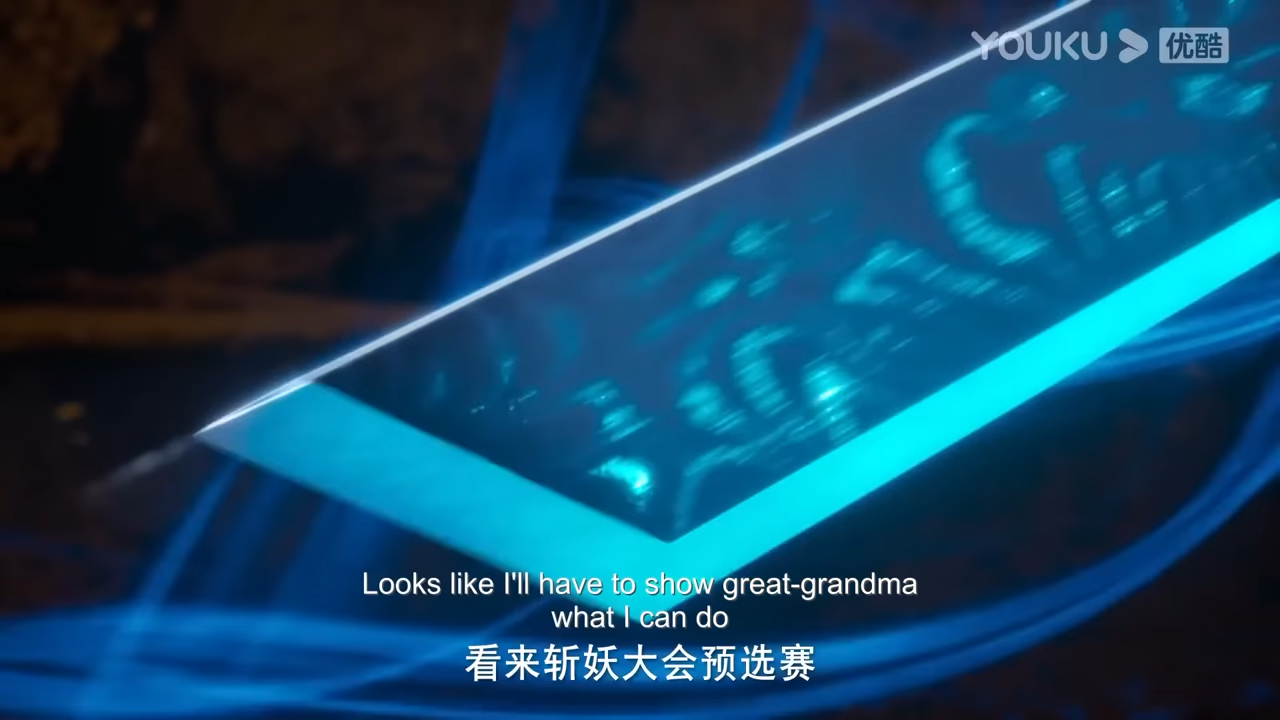 YOUKU 优酷
Looks like I'll have to show great-grandma
what I can do
看来斩妖大会预选赛